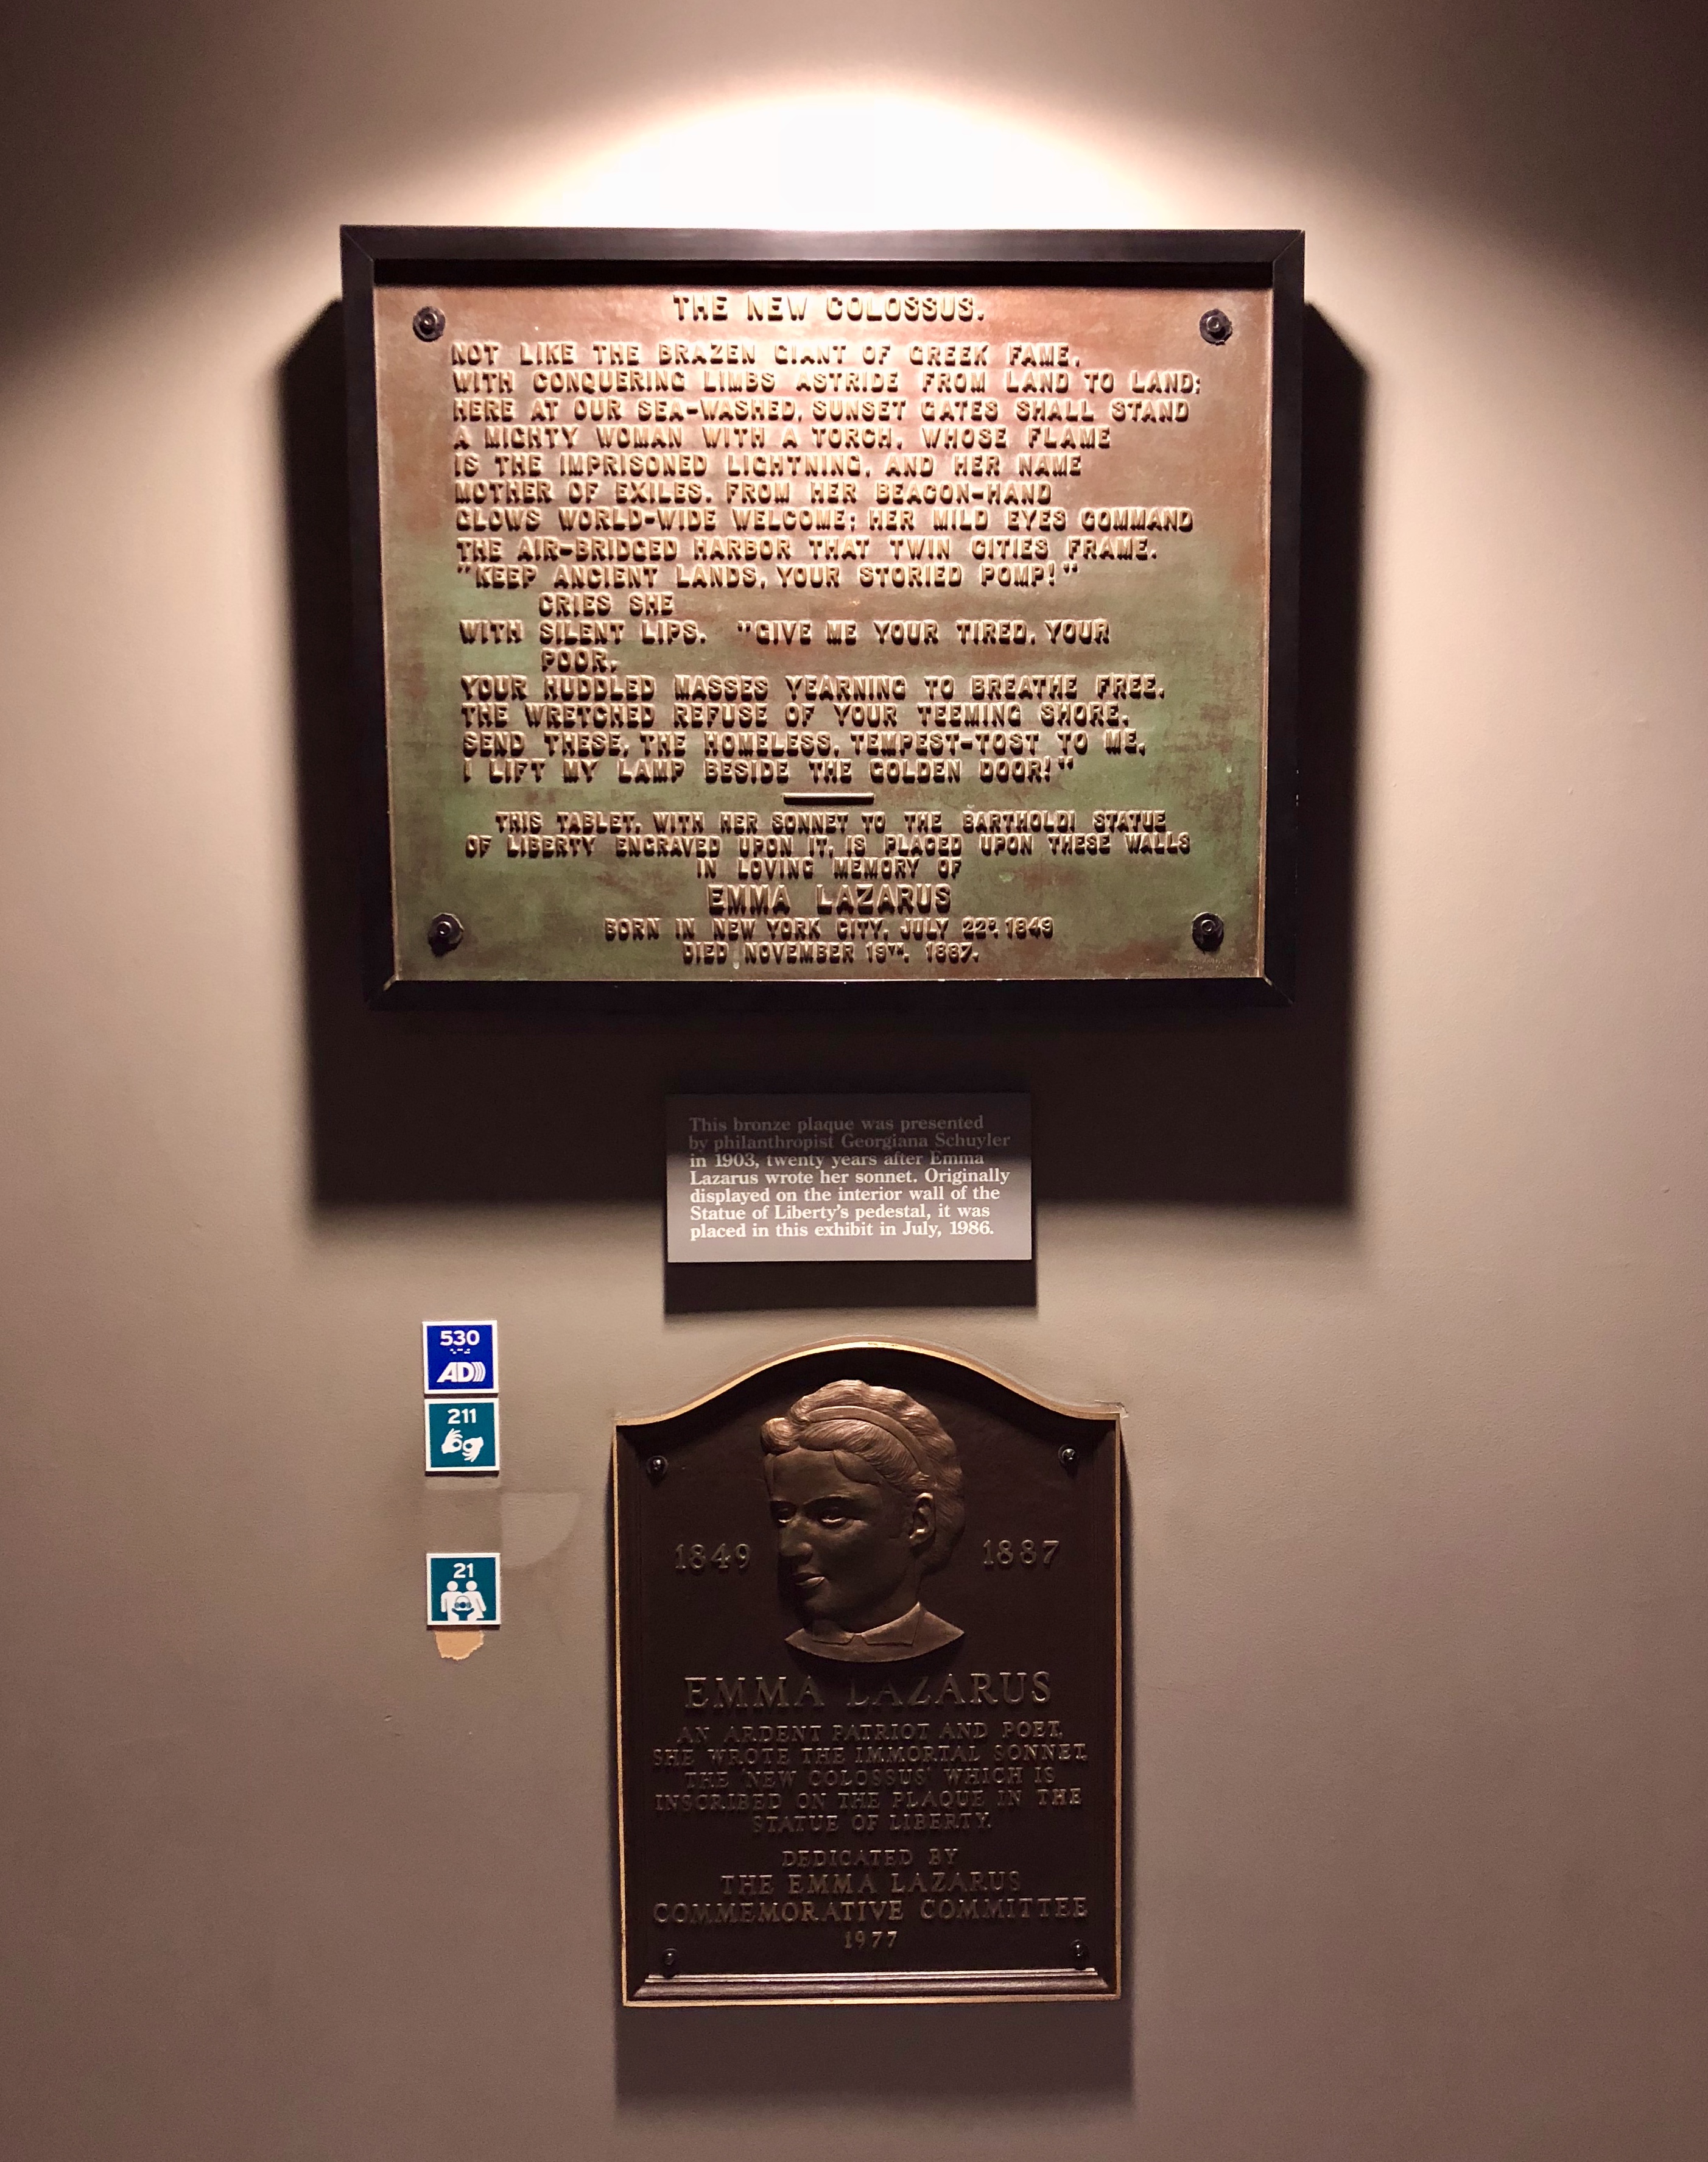 THE NEW COLOSSUS.
NOT LIKE THE BRAZEN GIANT OF GREEK FAME,
WITH CONQUERING LIMBS ASTRIDE FROM LAND TO LAND;
HERE AT OUR SEA-WASHED, SUNSET GATES SHALL STAND
A MIGHTY WOMAN WITH A TORCH, WHOSE FLAME
IS THE IMPRISONED LIGHTNING, AND HER NAME
MOTHER OF EXILES. FROM HER BEACON-HAND
GLOWS WORLD-WIDE WELCOME; HER MILD EYES COMMAND
THE AIR-BRIDGED HARBOR THAT TWIN CITIES FRAME.
"KEEP ANCIENT LANDS, YOUR STORIED POMP!"
CRIES SHE
WITH SILENT LIPS. "GIVE ME YOUR TIRED, YOUR
POOR,
YOUR HUDDLED MASSES YEARNING TO BREATHE FREE,
THE WRETCHED REFUSE OF YOUR TEEMING SHORE,
SEND THESE, THE HOMELESS, TEMPEST-TOST TO ME,
I LIFT MY LAMP BESIDE THE GOLDEN DOOR!"
THIS TABLET, WITH HER SONNET TO THE BARTHOLDI STATUE
OF LIBERTY ENGRAVED UPON IT, IS PLACED UPON THESE WALLS
IN LOVING MEMORY OF
EMMA LAZARUS
BORN IN NEW YORK CITY, JULY 22D, 1849
DIED NOVEMBER 19TH, 1887.
This bronze plaque was presented
by philanthropist Georgiana Schuyler
in 1903, twenty years after Emma
Lazarus wrote her sonnet. Originally
displayed on the interior wall of the
Statue of Liberty's pedestal, it was
placed in this exhibit in July, 1986.
530
AD
211
21
1849 1887
EMMA LAZARUS
AN ARDENT PATRIOT AND POET,
SHE WROTE THE IMMORTAL SONNET,
THE 'NEW COLOSSUS' WHICH IS
INSCRIBED ON THE PLAQUE IN THE
STATUE OF LIBERTY.
DEDICATED BY
THE EMMA LAZARUS
COMMEMORATIVE COMMITTEE
1977